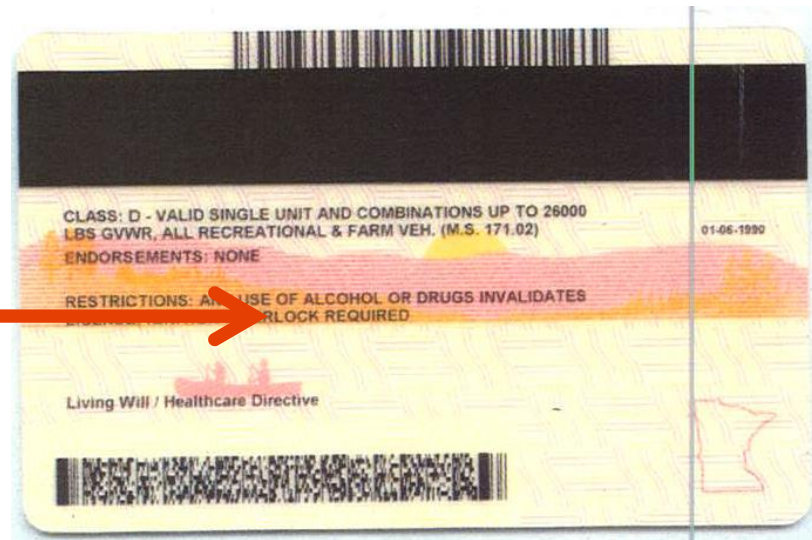 CLASS: D - VALID SINGLE UNIT AND COMBINATIONS UP TO 26000
LBS GVWR, ALL RECREATIONAL & FARM VEH. (M.S. 171.02)
01-06-1990
ENDORSEMENTS: NONE
RESTRICTIONS: USE OF ALCOHOL OR DRUGS INVALIDATES
REQUIRED
Living Will / Healthcare Directive